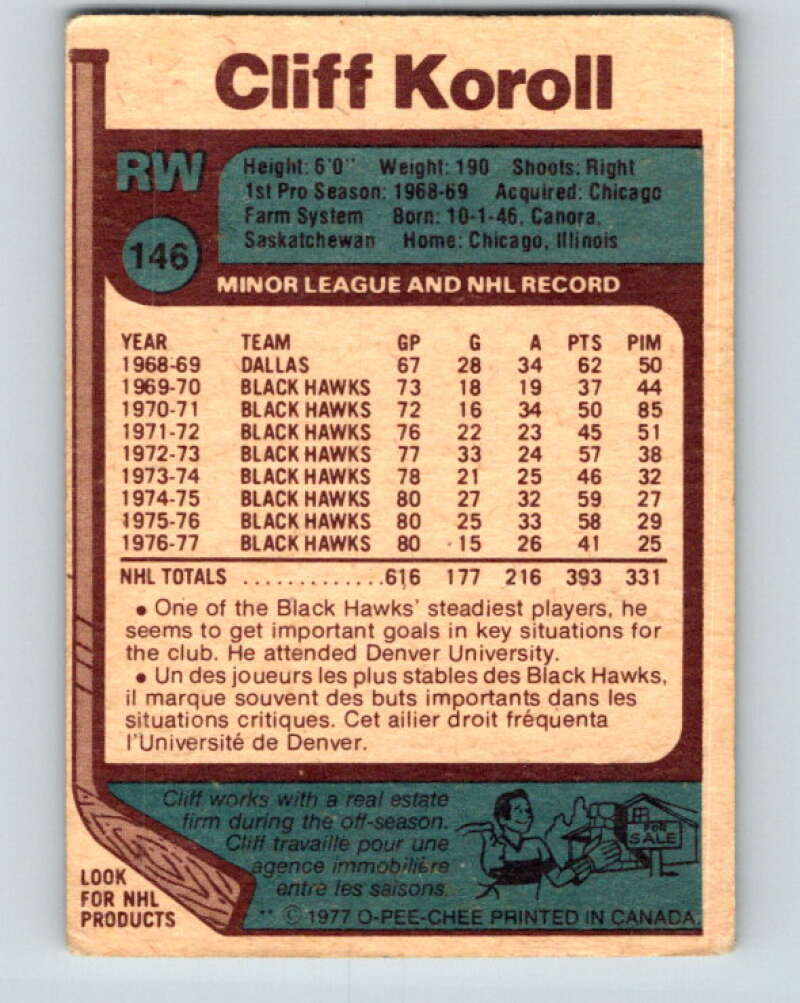 Cliff Koroll
RW
Height: 6'0" Weight: 190 Shoots: Right
1st Pro Season: 1968-69 Acquired: Chicago
Farm System Born: 10-1-46, Canora,
Saskatchewan Home: Chicago, Illinois
146
MINOR LEAGUE AND NHL RECORD
YEAR TEAM GP G A PTS PIM
1968-69 DALLAS 67 28 34 62 50
1969-70 BLACK HAWKS 73 18 19 37 44
1970-71 BLACK HAWKS 72 16 34 50 85
1971-72 BLACK HAWKS 76 22 23 45 51
1972-73 BLACK HAWKS 77 33 24 57 38
1973-74 BLACK HAWKS 78 21 25 46 32
1974-75 BLACK HAWKS 80 27 32 59 27
1975-76 BLACK HAWKS 80 25 33 58 29
1976-77 BLACK HAWKS 80 15 26 41 25
NHL TOTALS .............616 177 216 393 331
• One of the Black Hawks' steadiest players, he
seems to get important goals in key situations for
the club. He attended Denver University.
• Un des joueurs les plus stables des Black Hawks,
il marque souvent des buts importants dans les
situations critiques. Cet ailier droit fréquenta
l'Université de Denver.
Cliff works with a real estate
firm during the off-season.
Cliff travaille pour une
agence immobilière
entre les saisons.
FOR
SALE
LOOK
FOR NHL
PRODUCTS
** © 1977 O-PEE-CHEE PRINTED IN CANADA.